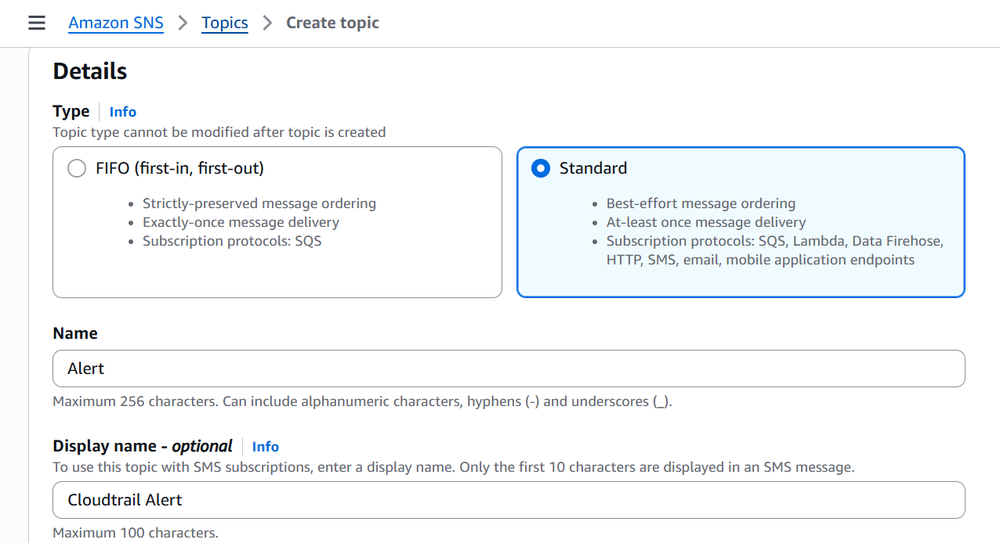 Amazon SNS > Topics > Create topic
Details
Type Info
Topic type cannot be modified after topic is created
FIFO (first-in, first-out)
• Strictly-preserved message ordering
• Exactly-once message delivery
• Subscription protocols: SQS
Standard
• Best-effort message ordering
• At-least once message delivery
• Subscription protocols: SQS, Lambda, Data Firehose,
HTTP, SMS, email, mobile application endpoints
Name
Alert
Maximum 256 characters. Can include alphanumeric characters, hyphens (-) and underscores (_).
Display name - optional Info
To use this topic with SMS subscriptions, enter a display name. Only the first 10 characters are displayed in an SMS message.
Cloudtrail Alert
Maximum 100 characters.